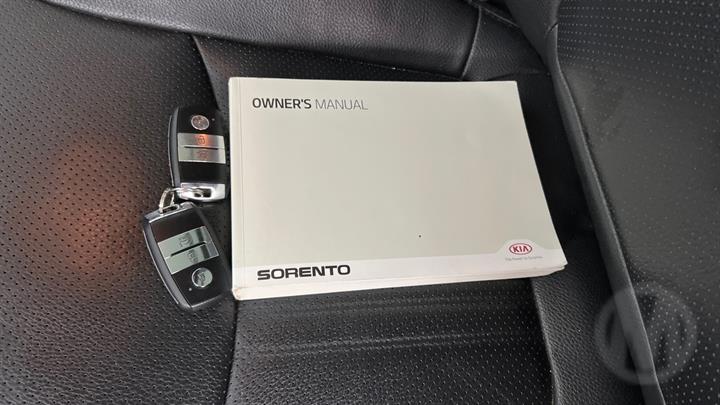 OWNER'S MANUAL
KIA
The Power to Surprise
SORENTO